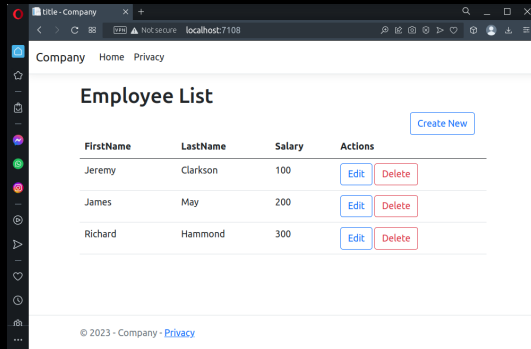 title - Company
VPN Not secure localhost:7108
Company Home Privacy
Employee List
Create New
FirstName LastName Salary Actions
Jeremy Clarkson 100 Edit Delete
James May 200 Edit Delete
Richard Hammond 300 Edit Delete
© 2023 - Company - Privacy